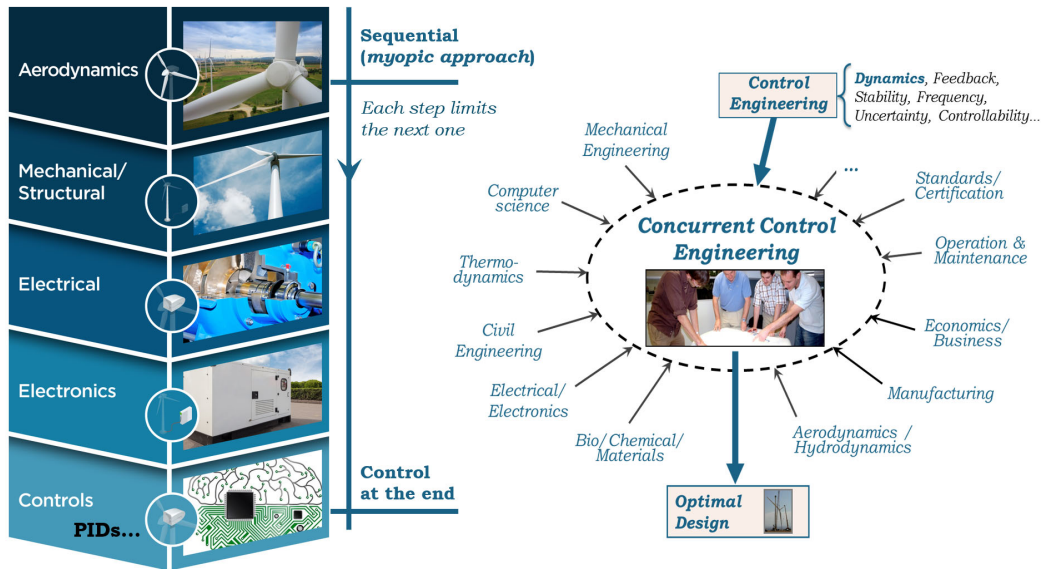 Aerodynamics
Mechanical/
Structural
Electrical
Electronics
Controls
PIDs...
Sequential
(myopic approach)
Each step limits
the next one
Control
at the end
Control
Engineering
Dynamics, Feedback,
Stability, Frequency,
Uncertainty, Controllability...
Mechanical
Engineering
...
Standards/
Certification
Computer
science
Concurrent Control
Engineering
Operation &
Maintenance
Thermo-
dynamics
Civil
Engineering
Economics/
Business
Electrical/
Electronics
Manufacturing
Bio/Chemical/
Materials
Aerodynamics /
Hydrodynamics
Optimal
Design